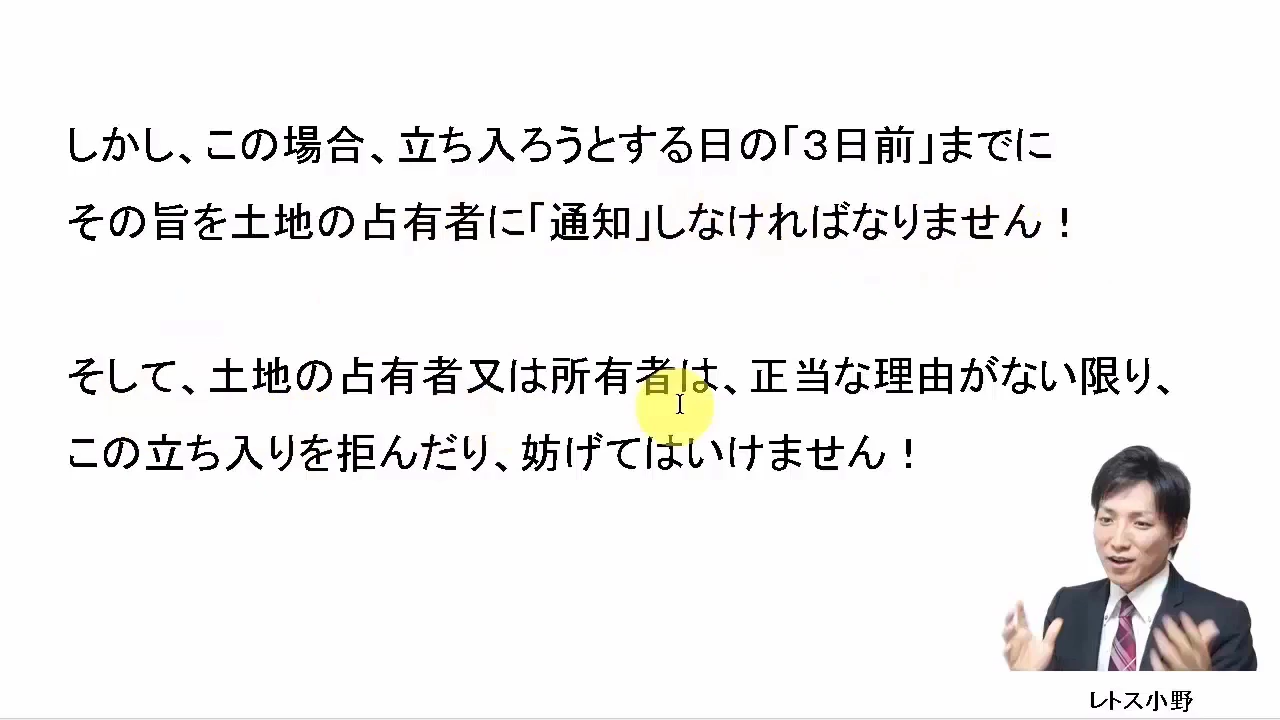 しかし、この場合、立ち入ろうとする日の「３日前」までに
その旨を土地の占有者に「通知」しなければなりません！
そして、土地の占有者又は所有者は、正当な理由がない限り、
この立ち入りを拒んだり、妨げてはいけません！
レトス小野